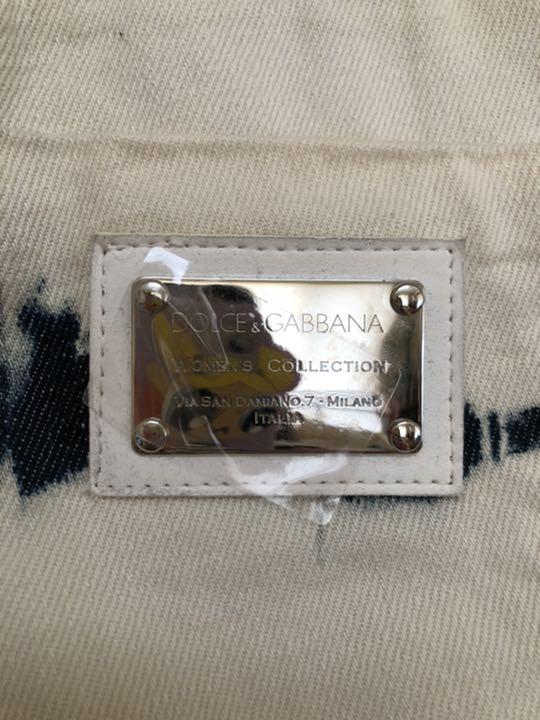 DOLCE&GABBANA
WOMEN'S COLLECTION
VIA SAN DAMIANO.7 - MILANO
ITALIA